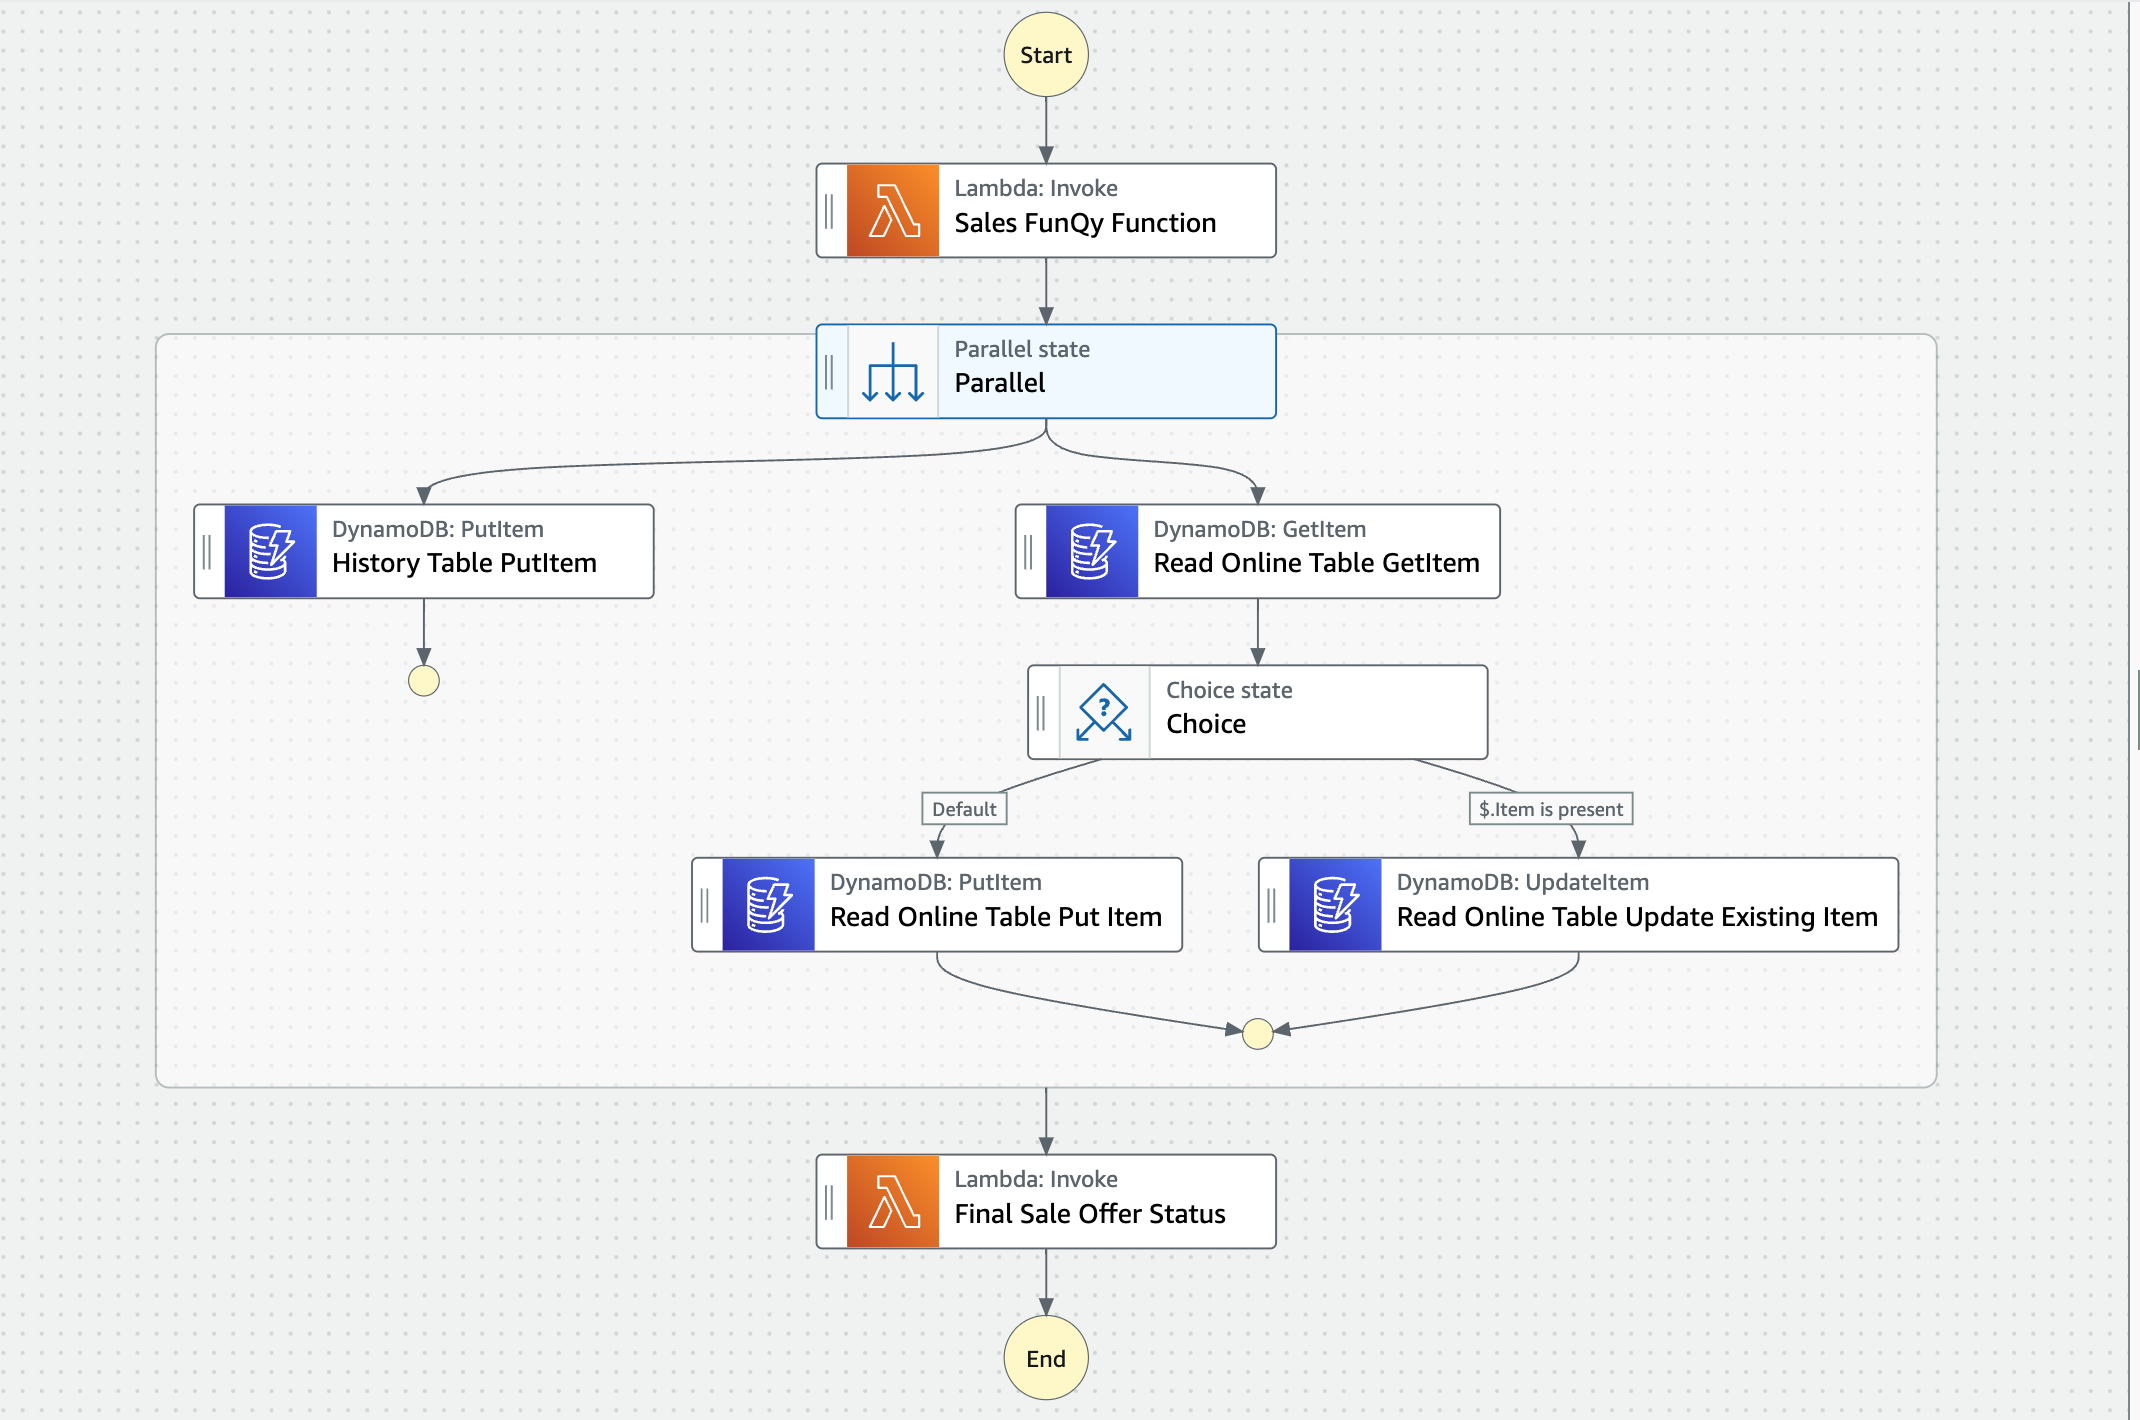 Start
Lambda: Invoke
Sales FunQy Function
Parallel state
Parallel
DynamoDB: PutItem
History Table PutItem
DynamoDB: GetItem
Read Online Table GetItem
?
Choice state
Choice
Default
$.Item is present
DynamoDB: PutItem
Read Online Table Put Item
DynamoDB: UpdateItem
Read Online Table Update Existing Item
Lambda: Invoke
Final Sale Offer Status
End